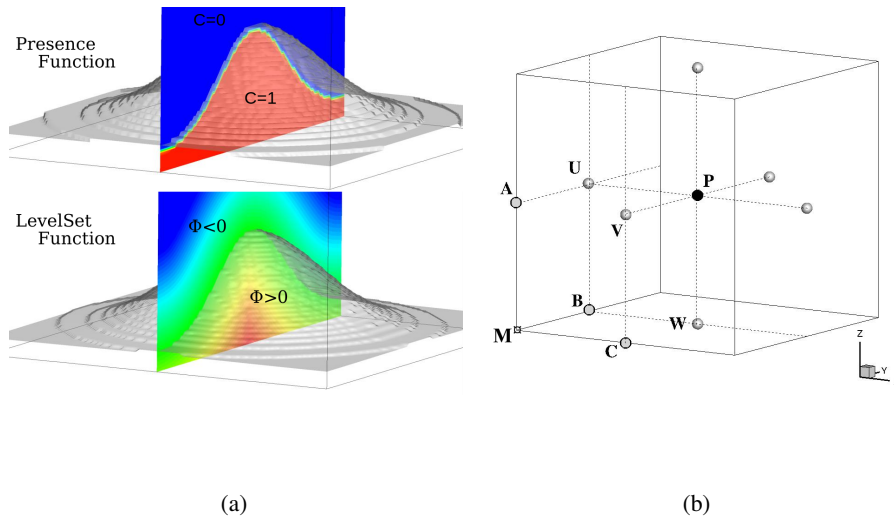 Presence
Function
C=0
C=1
LevelSet
Function
Φ<0
Φ>0
A
U
P
V
B
W
M
C
Z
Y
(a)
(b)